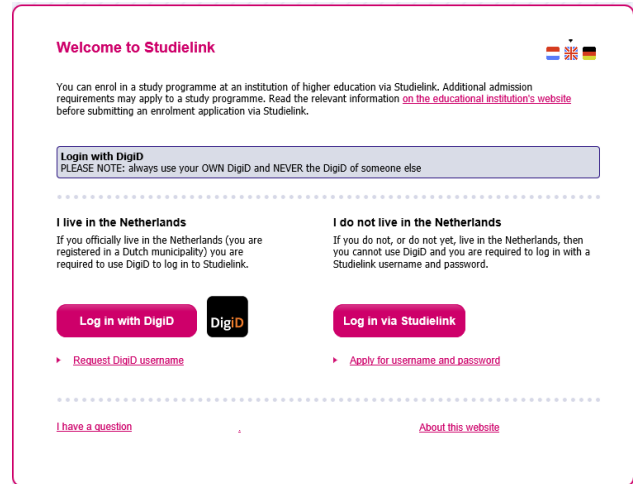 Welcome to Studielink
You can enrol in a study programme at an institution of higher education via Studielink. Additional admission
requirements may apply to a study programme. Read the relevant information on the educational institution's website
before submitting an enrolment application via Studielink.
Login with DigiD
PLEASE NOTE: always use your OWN DigiD and NEVER the DigiD of someone else
I live in the Netherlands
If you officially live in the Netherlands (you are
registered in a Dutch municipality) you are
required to use DigiD to log in to Studielink.
Log in with DigiD
DigiD
Request DigiD username
I do not live in the Netherlands
If you do not, or do not yet, live in the Netherlands, then
you cannot use DigiD and you are required to log in with a
Studielink username and password.
Log in via Studielink
Apply for username and password
I have a question
.
About this website